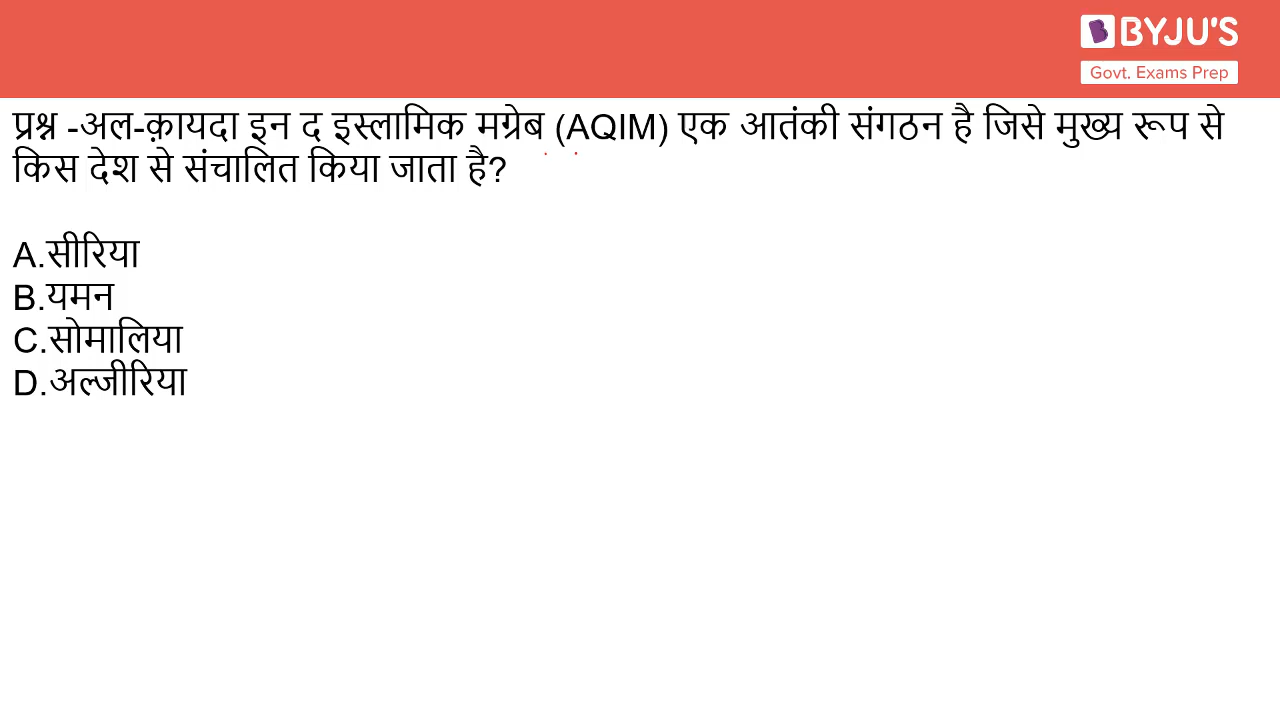 BYJU'S
Govt. Exams Prep
प्रश्न -अल-क़ायदा इन द इस्लामिक मग्रेब (AQIM) एक आतंकी संगठन है जिसे मुख्य रूप से
किस देश से संचालित किया जाता है?
A.सीरिया
B.यमन
C.सोमालिया
D.अल्जीरिया